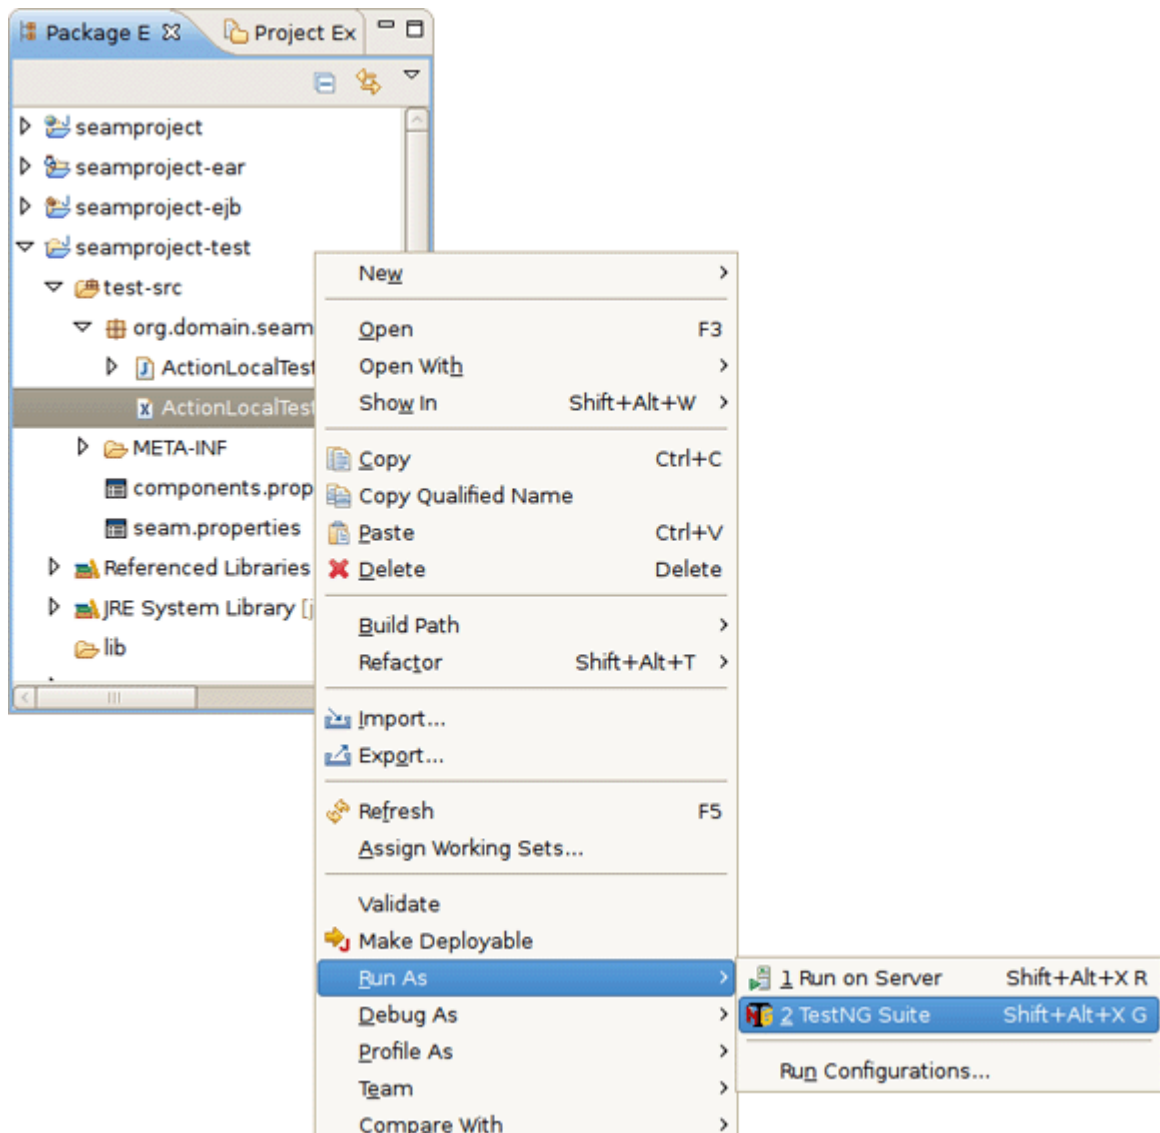 Package E
Project Ex
seamproject
seamproject-ear
seamproject-ejb
seamproject-test
test-src
org.domain.seam
ActionLocalTest
ActionLocalTest
META-INF
components.prop
seam.properties
Referenced Libraries
JRE System Library [j
lib
New
Open F3
Open With
Show In Shift+Alt+W
Copy Ctrl+C
Copy Qualified Name
Paste Ctrl+V
Delete Delete
Build Path
Refactor Shift+Alt+T
Import...
Export...
Refresh F5
Assign Working Sets...
Validate
Make Deployable
Run As
Debug As
Profile As
Team
Compare With
1 Run on Server Shift+Alt+X R
2 TestNG Suite Shift+Alt+X G
Run Configurations...